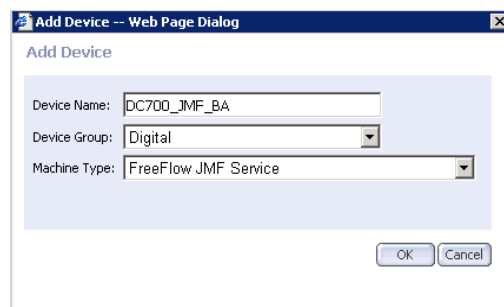 Add Device -- Web Page Dialog
Add Device
Device Name: DC700_JMF_BA
Device Group: Digital
Machine Type: FreeFlow JMF Service
OK Cancel